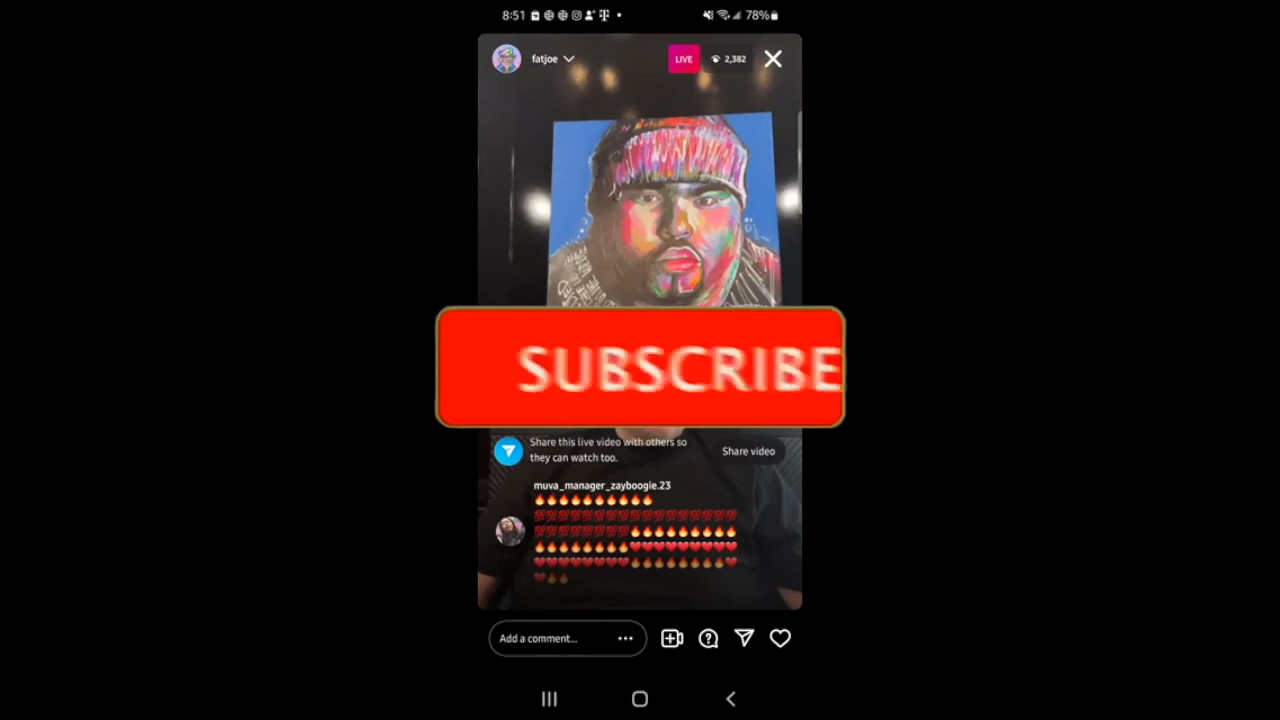 8:51
78%
fatjoe
LIVE
2,382
SUBSCRIBE
Share this live video with others so
they can watch too.
Share video
muva_manager_zayboogie.23
🔥🔥🔥🔥🔥🔥🔥🔥🔥🔥
💯💯💯💯💯💯💯💯💯💯💯💯💯💯💯💯💯
💯💯💯💯💯💯💯💯🔥🔥🔥🔥🔥🔥🔥🔥🔥
🔥🔥🔥🔥🔥🔥🔥🔥❤️❤️❤️❤️❤️❤️❤️❤️❤️
❤️❤️❤️❤️❤️❤️❤️❤️🔥🔥🔥🔥🔥🔥🔥🔥❤️
❤️🔥🔥
Add a comment...